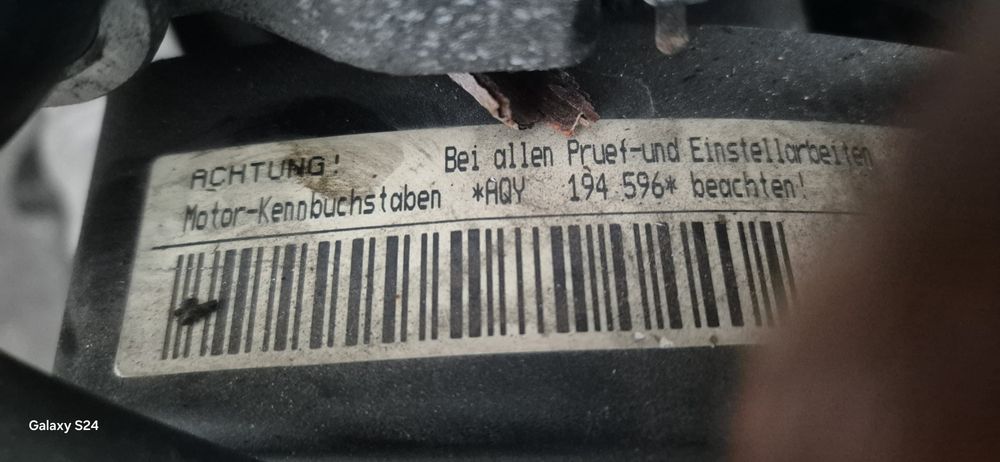 ACHTUNG! Bei allen Pruef-und Einstellarbeiten
Motor-Kennbuchstaben *AQY 194 596* beachten!
Galaxy S24